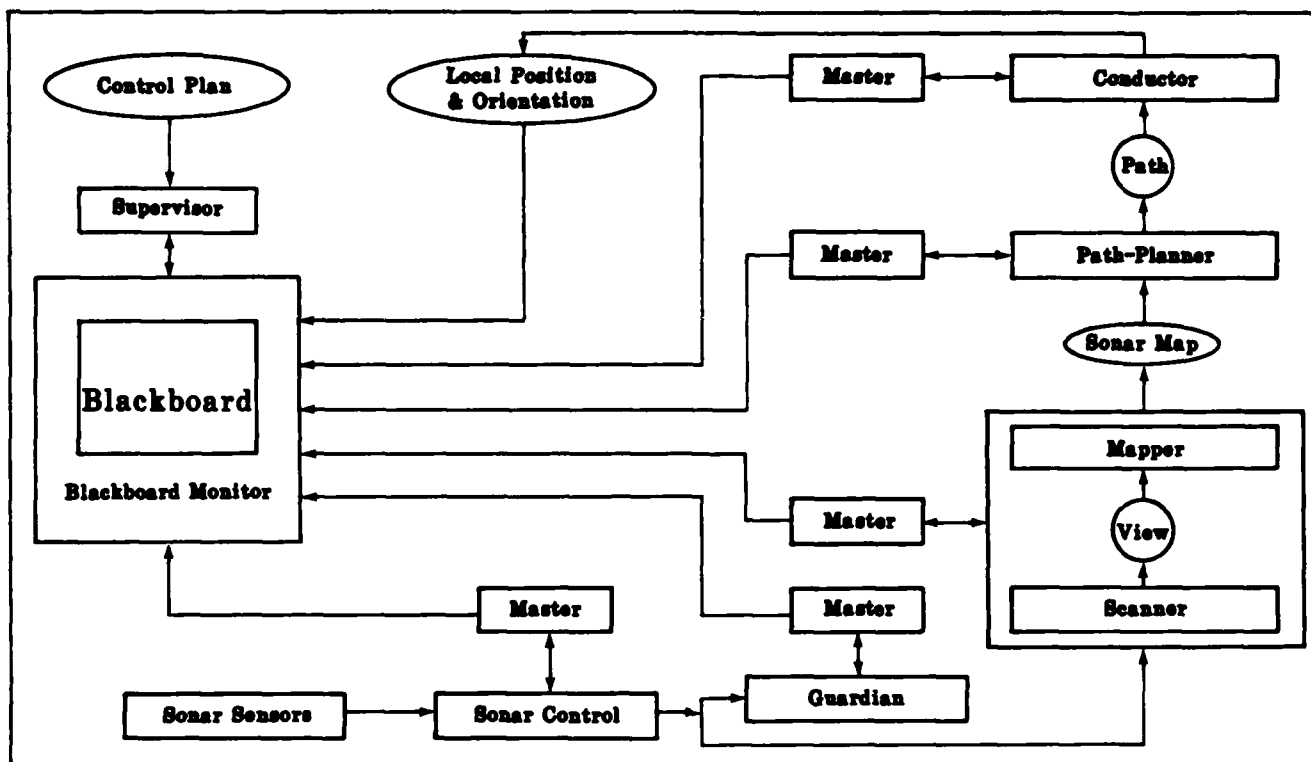 Control Plan
Local Position
& Orientation
Master
Conductor
Path
Supervisor
Master
Path-Planner
Sonar Map
Blackboard
Blackboard Monitor
Mapper
Master
View
Scanner
Master
Master
Sonar Sensors
Sonar Control
Guardian